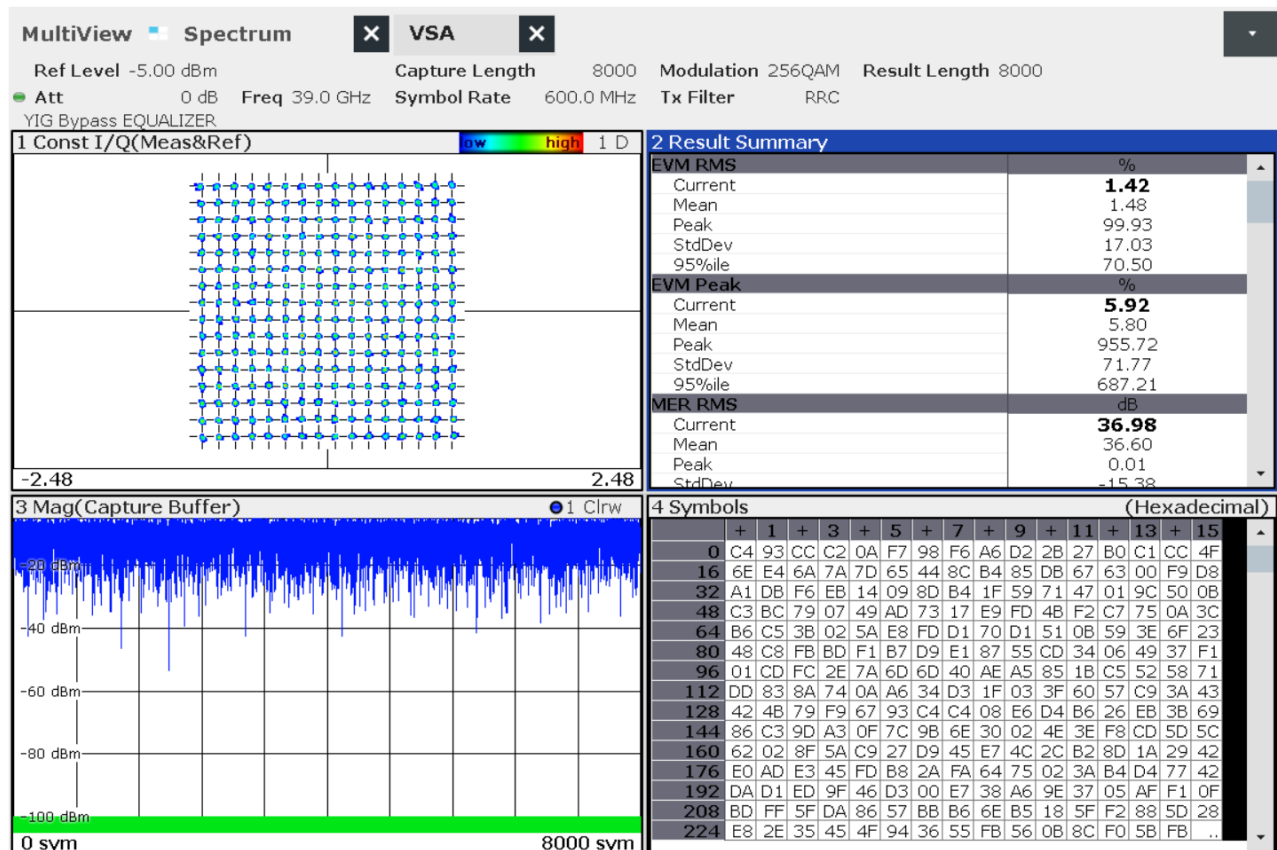 MultiView Spectrum X VSA X
Ref Level -5.00 dBm Capture Length 8000 Modulation 256QAM Result Length 8000
Att 0 dB Freq 39.0 GHz Symbol Rate 600.0 MHz Tx Filter RRC
YIG Bypass EQUALIZER
1 Const I/Q(Meas&Ref) low high 1 D
-2.48 2.48
2 Result Summary
EVM RMS %
Current 1.42
Mean 1.48
Peak 99.93
StdDev 17.03
95%ile 70.50
EVM Peak %
Current 5.92
Mean 5.80
Peak 955.72
StdDev 71.77
95%ile 687.21
MER RMS dB
Current 36.98
Mean 36.60
Peak 0.01
StdDev -15.38
3 Mag(Capture Buffer) 1 Clrw
-20 dBm
-40 dBm
-60 dBm
-80 dBm
-100 dBm
0 sym 8000 sym
4 Symbols (Hexadecimal)
+ 1 + 3 + 5 + 7 + 9 + 11 + 13 + 15
0 C4 93 CC C2 0A F7 98 F6 A6 D2 2B 27 B0 C1 CC 4F
16 6E E4 6A 7A 7D 65 44 8C B4 85 DB 67 63 00 F9 D8
32 A1 DB F6 EB 14 09 8D B4 1F 59 71 47 01 9C 50 0B
48 C3 BC 79 07 49 AD 73 17 E9 FD 4B F2 C7 75 0A 3C
64 B6 C5 3B 02 5A E8 FD D1 70 D1 51 0B 59 3E 6F 23
80 48 C8 FB BD F1 B7 D9 E1 87 55 CD 34 06 49 37 F1
96 01 CD FC 2E 7A 6D 6D 40 AE A5 85 1B C5 52 58 71
112 DD 83 8A 74 0A A6 34 D3 1F 03 3F 60 57 C9 3A 43
128 42 4B 79 F9 67 93 C4 C4 08 E6 D4 B6 26 EB 3B 69
144 86 C3 9D A3 0F 7C 9B 6E 30 02 4E 3E F8 CD 5D 5C
160 62 02 8F 5A C9 27 D9 45 E7 4C 2C B2 8D 1A 29 42
176 E0 AD E3 45 FD B8 2A FA 64 75 02 3A B4 D4 77 42
192 DA D1 ED 9F 46 D3 00 E7 38 A6 9E 37 05 AF F1 0F
208 BD FF 5F DA 86 57 BB B6 6E B5 18 5F F2 88 5D 28
224 E8 2E 35 45 4F 94 36 55 FB 56 0B 8C F0 5B FB ..